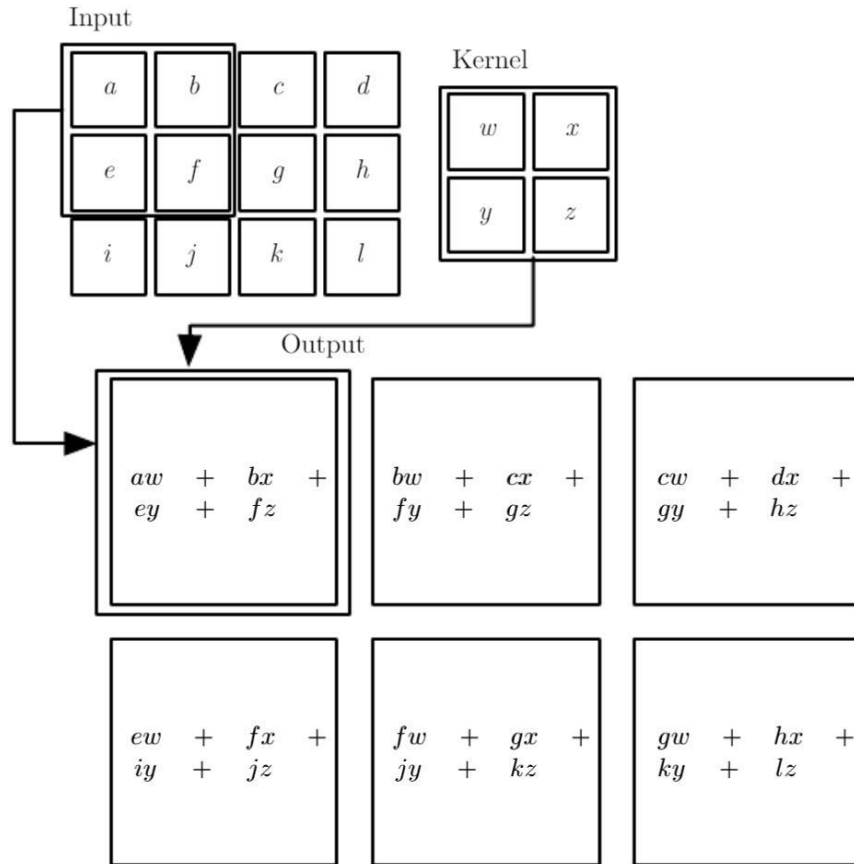 Input
a b c d
e f g h
i j k l
Kernel
w x
y z
Output
aw + bx +
ey + fz
bw + cx +
fy + gz
cw + dx +
gy + hz
ew + fx +
iy + jz
fw + gx +
jy + kz
gw + hx +
ky + lz